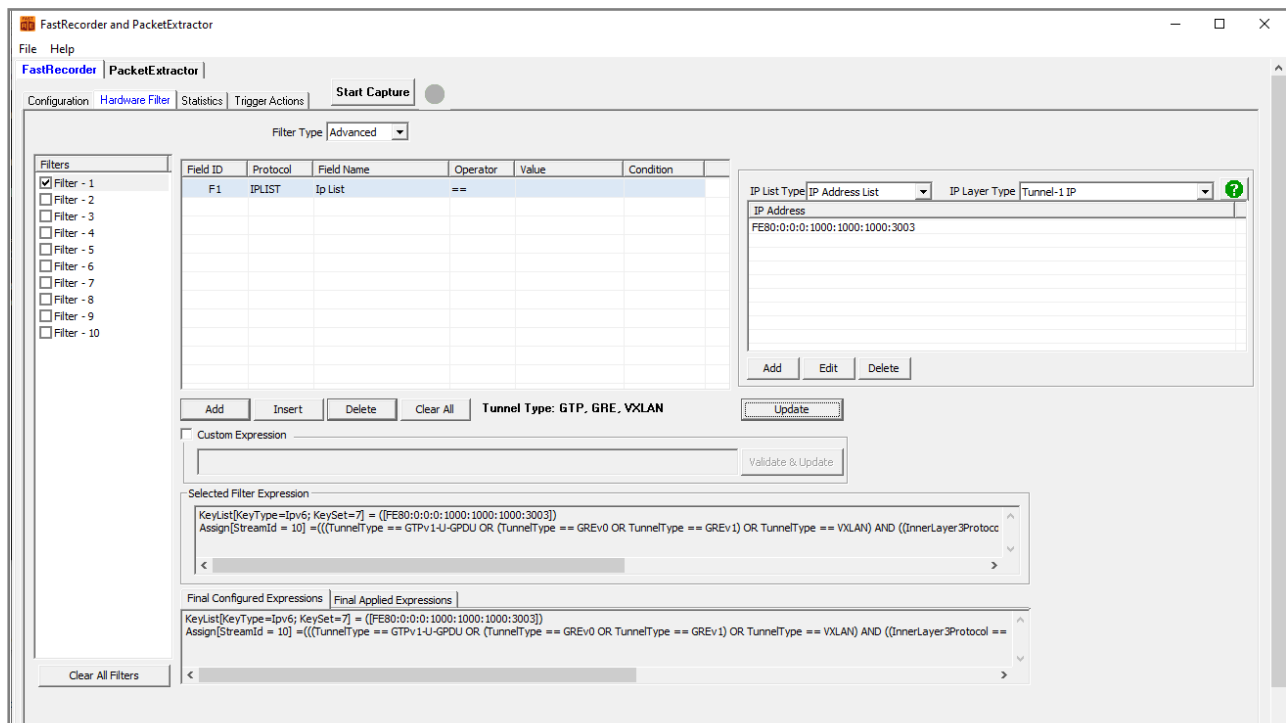 FastRecorder and PacketExtractor
File Help
FastRecorder PacketExtractor
Configuration Hardware Filter Statistics Trigger Actions Start Capture
Filter Type Advanced
Filters
Filter - 1
Filter - 2
Filter - 3
Filter - 4
Filter - 5
Filter - 6
Filter - 7
Filter - 8
Filter - 9
Filter - 10
Clear All Filters
Field ID Protocol Field Name Operator Value Condition
F1 IPLIST Ip List ==
IP List Type IP Address List IP Layer Type Tunnel-1 IP ?
IP Address
FE80:0:0:0:1000:1000:1000:3003
Add Edit Delete
Add Insert Delete Clear All Tunnel Type: GTP, GRE, VXLAN Update
Custom Expression
Validate & Update
Selected Filter Expression
KeyList[KeyType=Ipv6; KeySet=7] = ([FE80:0:0:0:1000:1000:1000:3003])
Assign[StreamId = 10] =(((TunnelType == GTPv1-U-GPDU OR (TunnelType == GREv0 OR TunnelType == GREv1) OR TunnelType == VXLAN) AND ((InnerLayer3Protoc
Final Configured Expressions Final Applied Expressions
KeyList[KeyType=Ipv6; KeySet=7] = ([FE80:0:0:0:1000:1000:1000:3003])
Assign[StreamId = 10] =(((TunnelType == GTPv1-U-GPDU OR (TunnelType == GREv0 OR TunnelType == GREv1) OR TunnelType == VXLAN) AND ((InnerLayer3Protocol ==